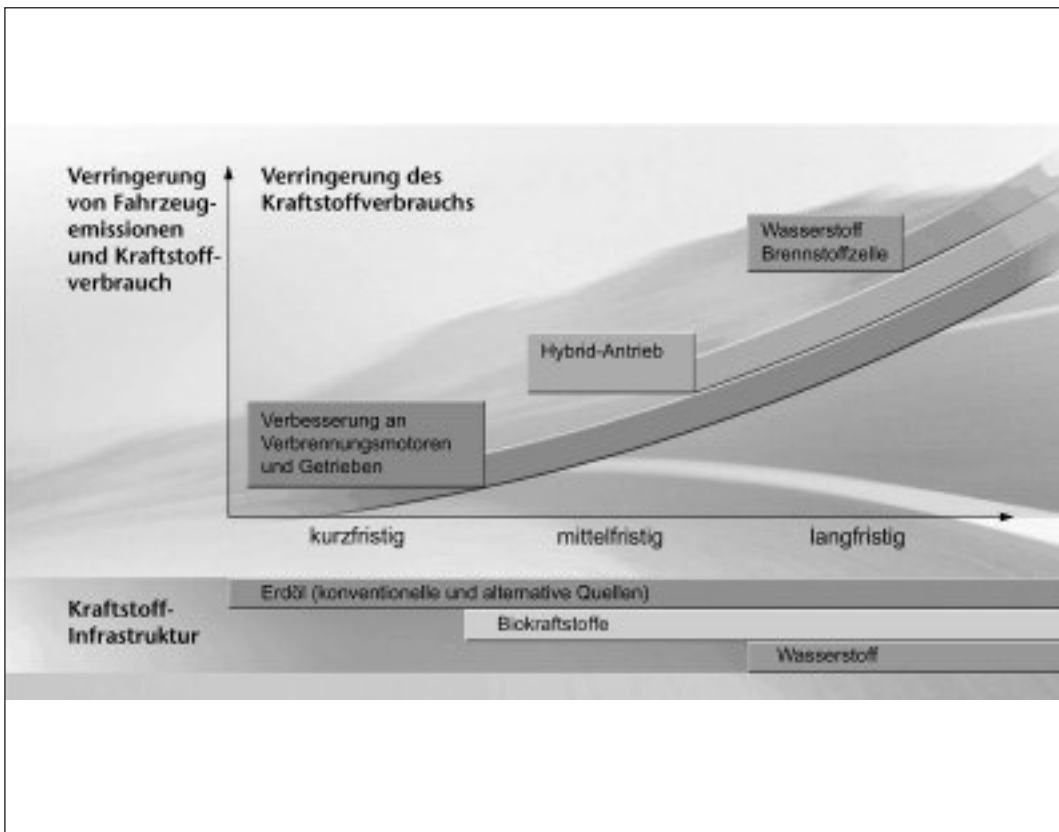 Verringerung
von Fahrzeug-
emissionen
und Kraftstoff-
verbrauch
Verringerung des
Kraftstoffverbrauchs
Wasserstoff
Brennstoffzelle
Hybrid-Antrieb
Verbesserung an
Verbrennungsmotoren
und Getrieben
kurzfristig
mittelfristig
langfristig
Kraftstoff-
Infrastruktur
Erdöl (konventionelle und alternative Quellen)
Biokraftstoffe
Wasserstoff